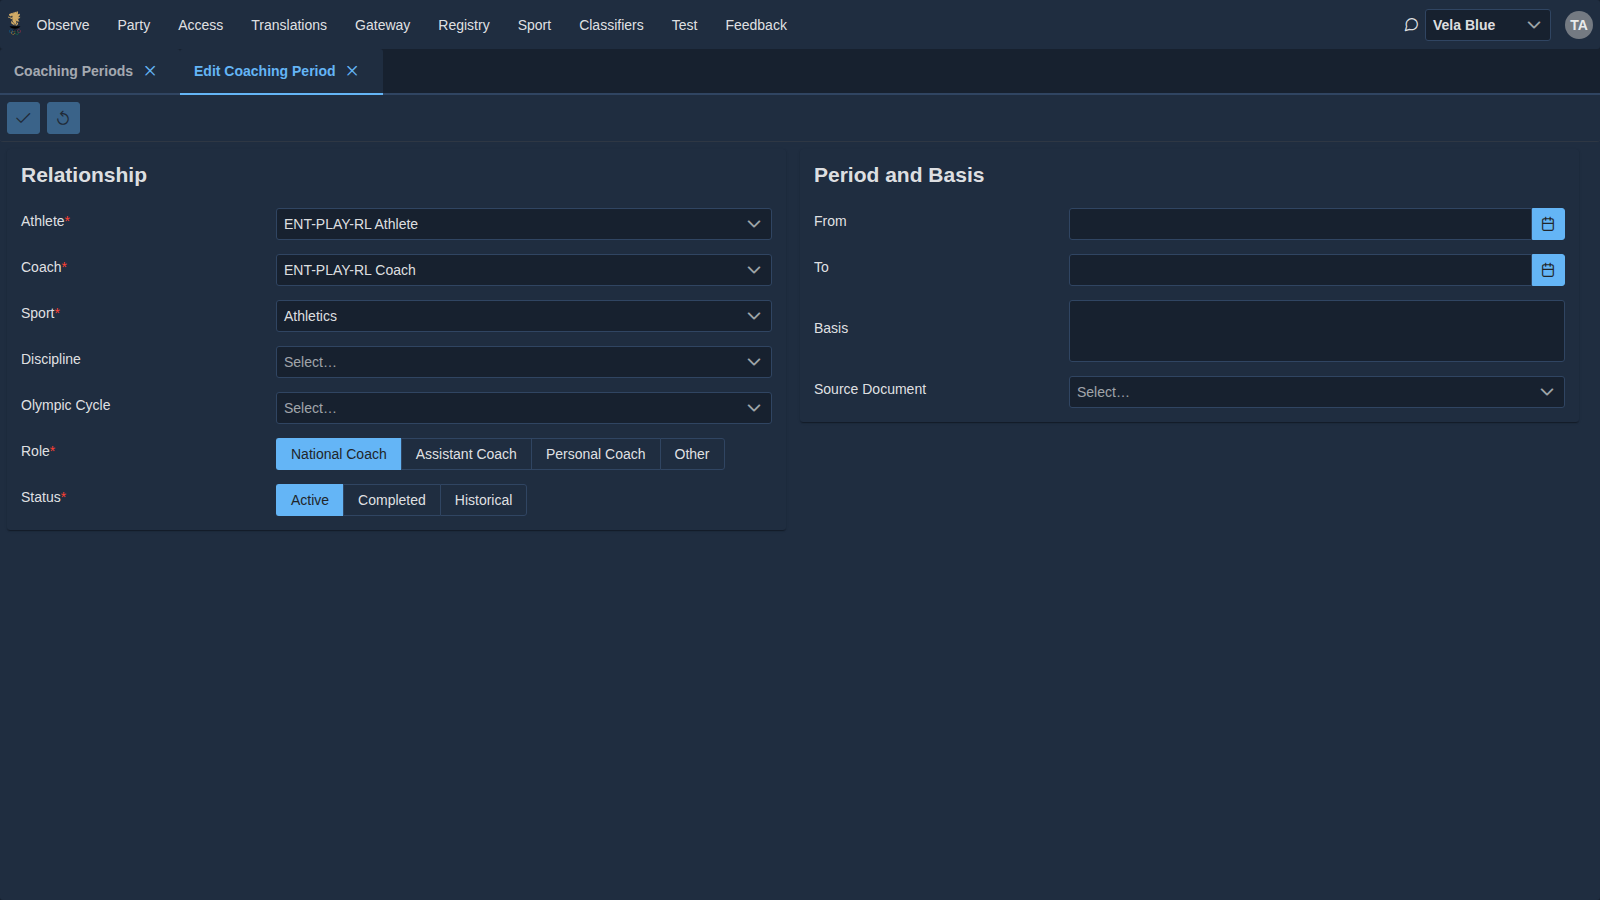 Observe Party Access Translations Gateway Registry Sport Classifiers Test Feedback Vela Blue TA
Coaching Periods Edit Coaching Period
Relationship
Athlete* ENT-PLAY-RL Athlete
Coach* ENT-PLAY-RL Coach
Sport* Athletics
Discipline Select...
Olympic Cycle Select...
Role* National Coach Assistant Coach Personal Coach Other
Status* Active Completed Historical
Period and Basis
From
To
Basis
Source Document Select...